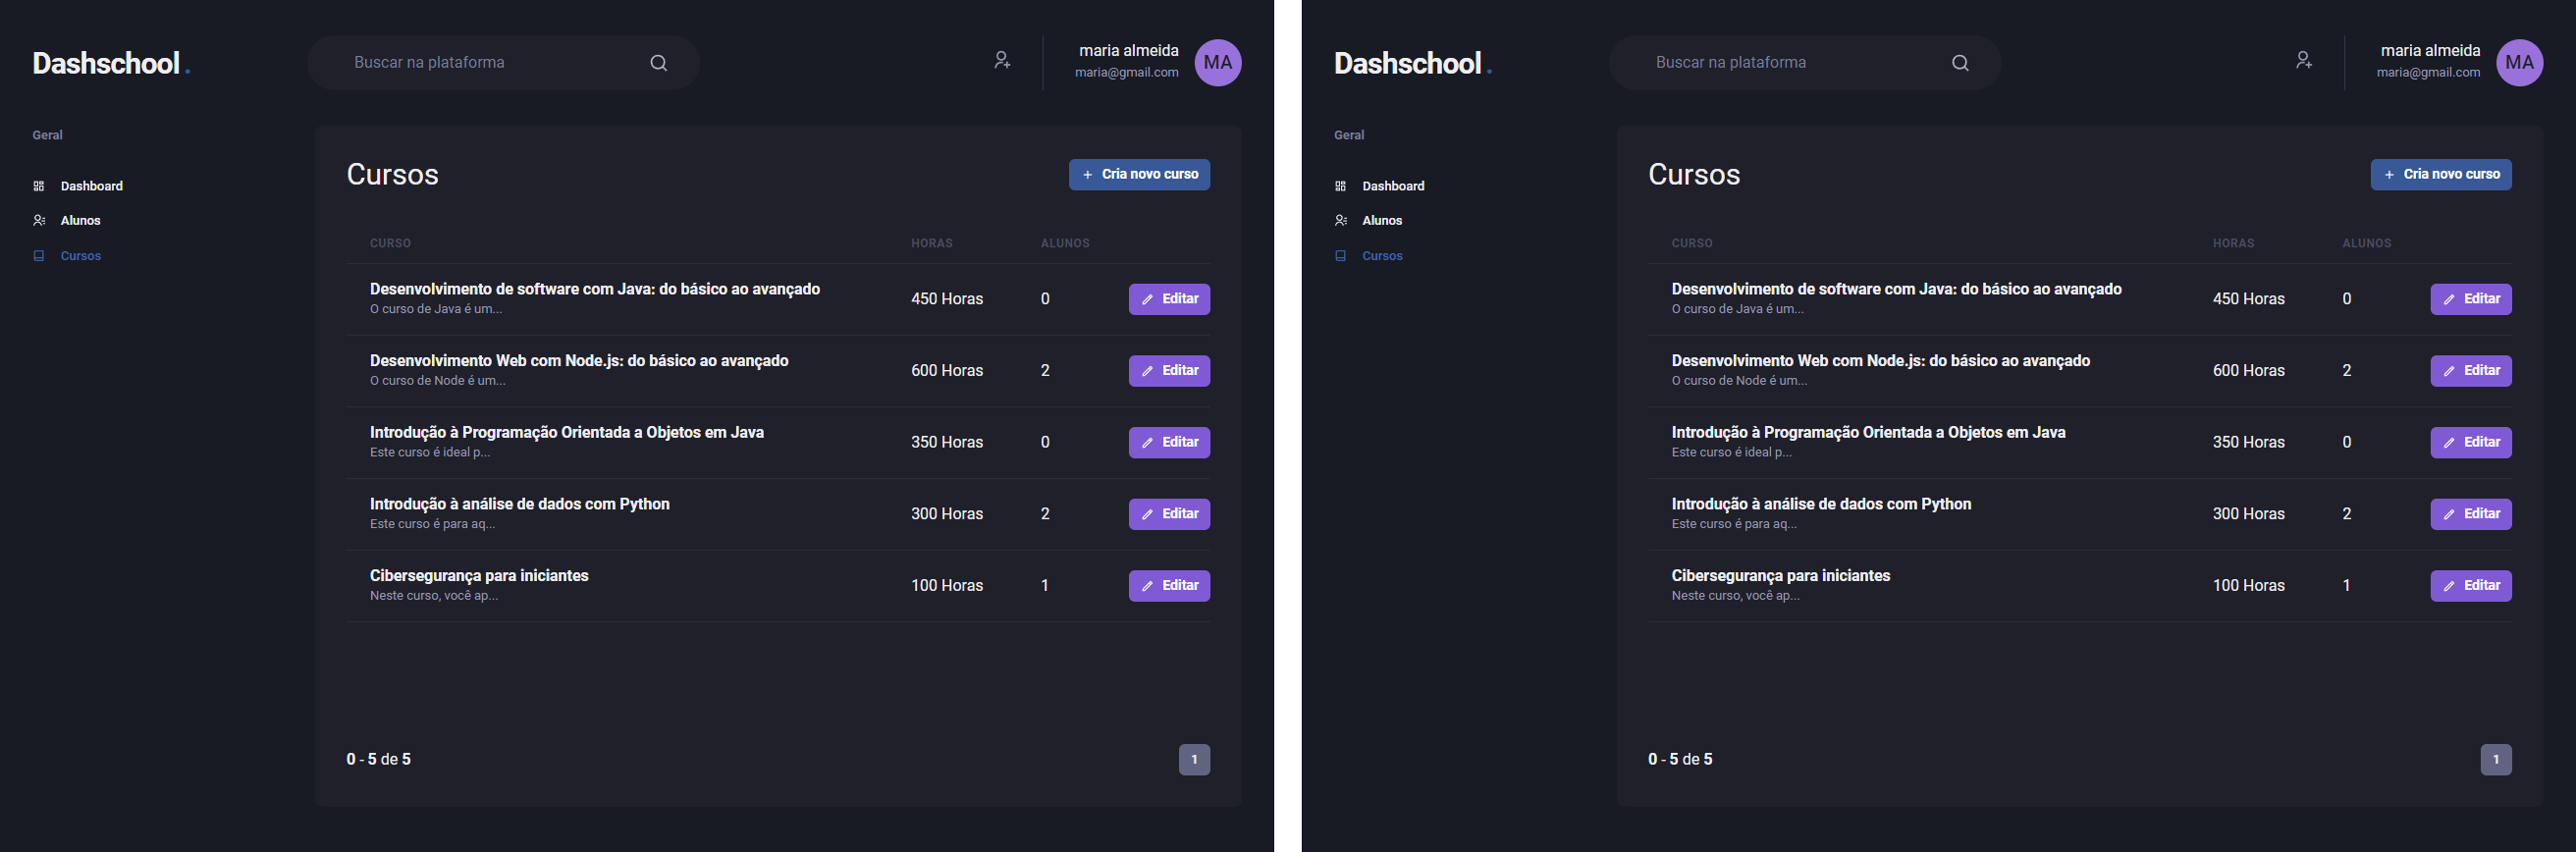 Dashschool.
Buscar na plataforma
maria almeida
maria@gmail.com
MA
Geral
Dashboard
Alunos
Cursos
Cursos
+ Cria novo curso
CURSO HORAS ALUNOS
Desenvolvimento de software com Java: do básico ao avançado
O curso de Java é um...
450 Horas 0 Editar
Desenvolvimento Web com Node.js: do básico ao avançado
O curso de Node é um...
600 Horas 2 Editar
Introdução à Programação Orientada a Objetos em Java
Este curso é ideal p...
350 Horas 0 Editar
Introdução à análise de dados com Python
Este curso é para aq...
300 Horas 2 Editar
Cibersegurança para iniciantes
Neste curso, você ap...
100 Horas 1 Editar
0 - 5 de 5
1
Dashschool.
Buscar na plataforma
maria almeida
maria@gmail.com
MA
Geral
Dashboard
Alunos
Cursos
Cursos
+ Cria novo curso
CURSO HORAS ALUNOS
Desenvolvimento de software com Java: do básico ao avançado
O curso de Java é um...
450 Horas 0 Editar
Desenvolvimento Web com Node.js: do básico ao avançado
O curso de Node é um...
600 Horas 2 Editar
Introdução à Programação Orientada a Objetos em Java
Este curso é ideal p...
350 Horas 0 Editar
Introdução à análise de dados com Python
Este curso é para aq...
300 Horas 2 Editar
Cibersegurança para iniciantes
Neste curso, você ap...
100 Horas 1 Editar
0 - 5 de 5
1